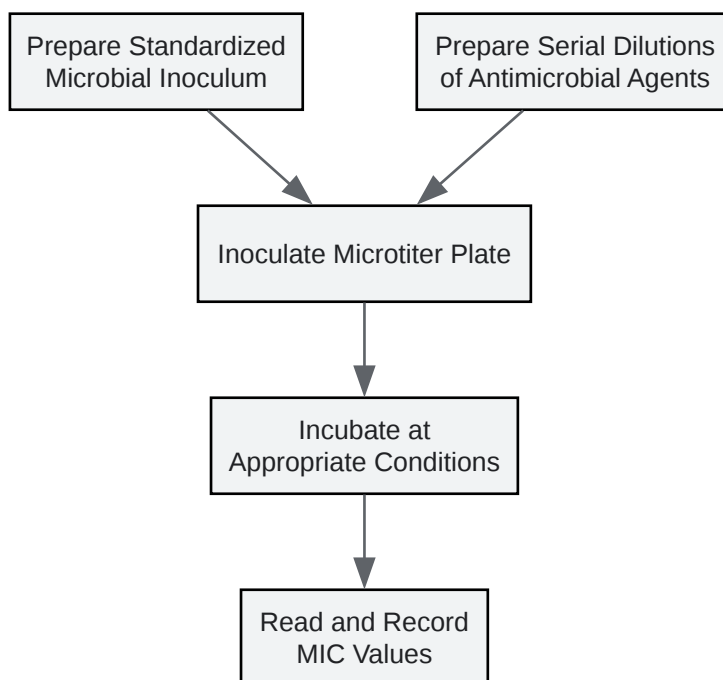 Prepare Standardized
Microbial Inoculum
Prepare Serial Dilutions
of Antimicrobial Agents
Inoculate Microtiter Plate
Incubate at
Appropriate Conditions
Read and Record
MIC Values